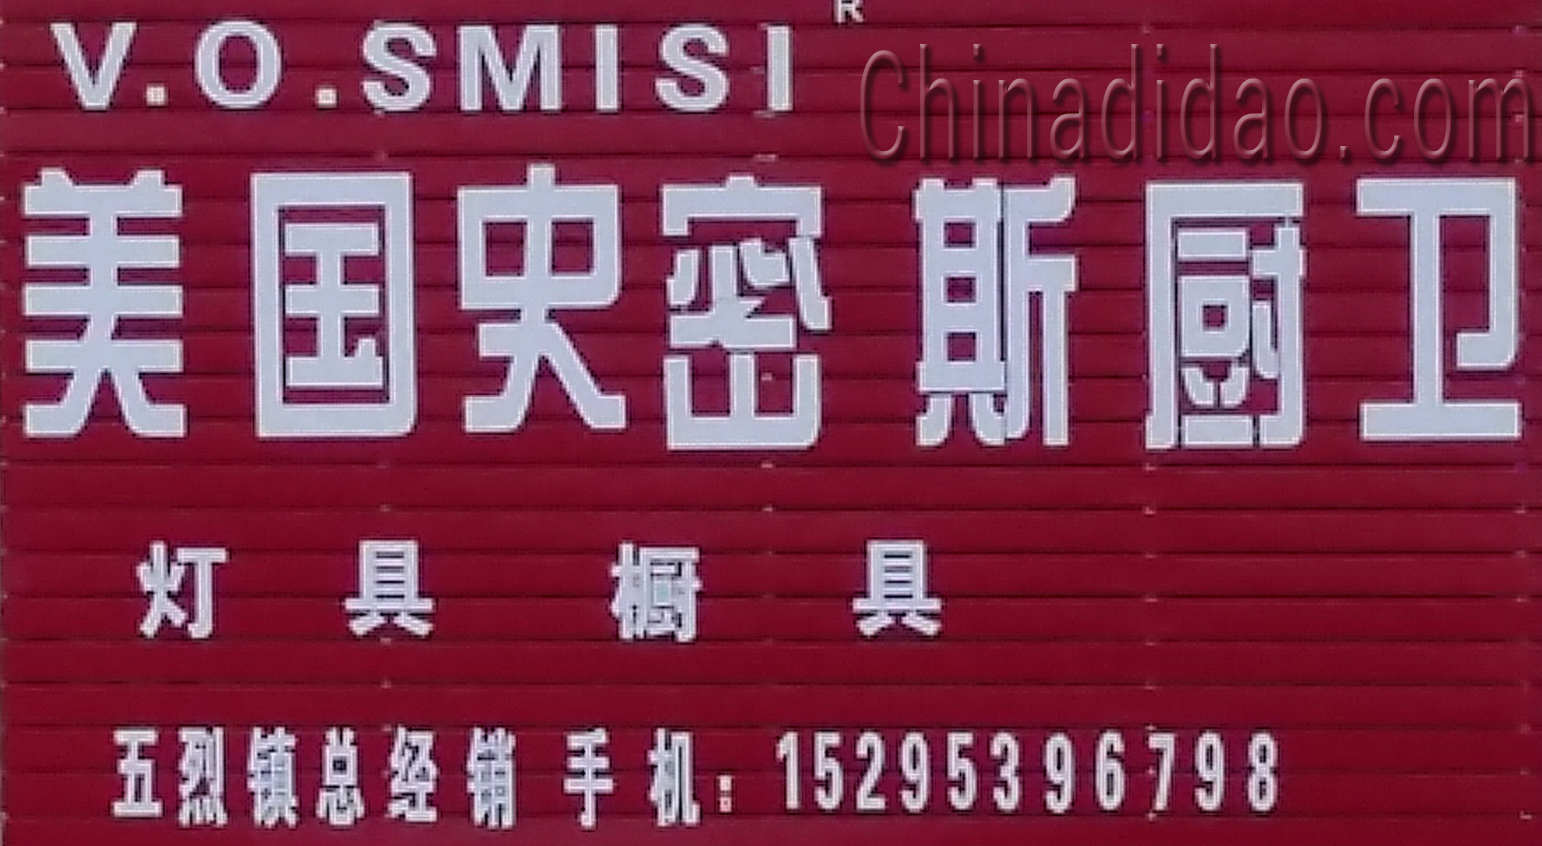 V.O.SMISI R
Chinadidao.com
美国史密斯厨卫
灯具橱具
五烈镇总经销 手机：15295396798